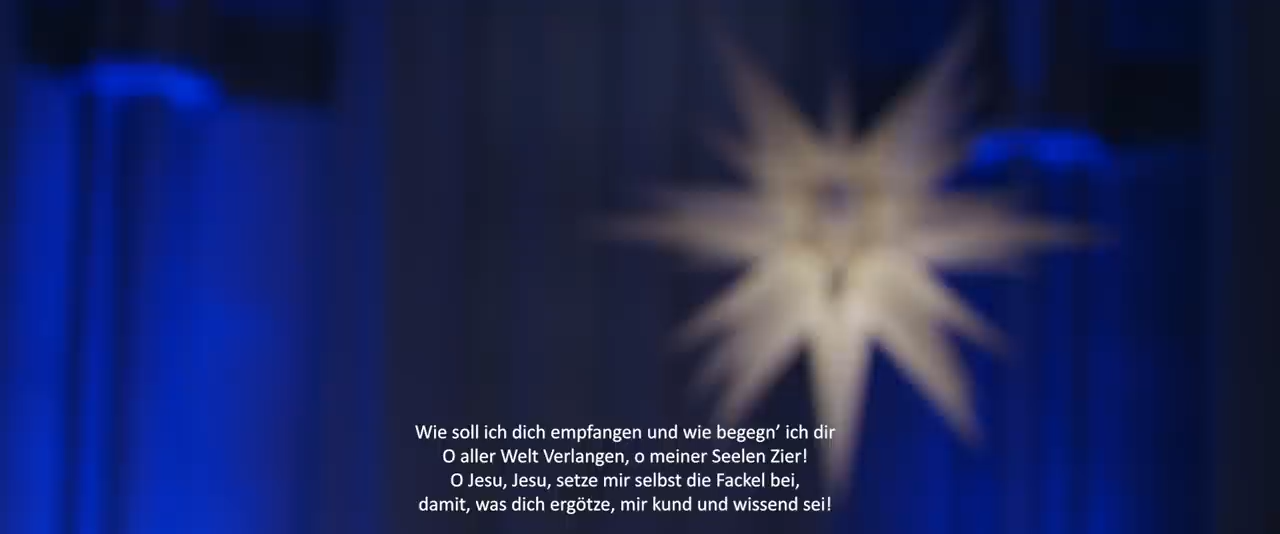 Wie soll ich dich empfangen und wie begegn’ ich dir
O aller Welt Verlangen, o meiner Seelen Zier!
O Jesu, Jesu, setze mir selbst die Fackel bei,
damit, was dich ergötze, mir kund und wissend sei!